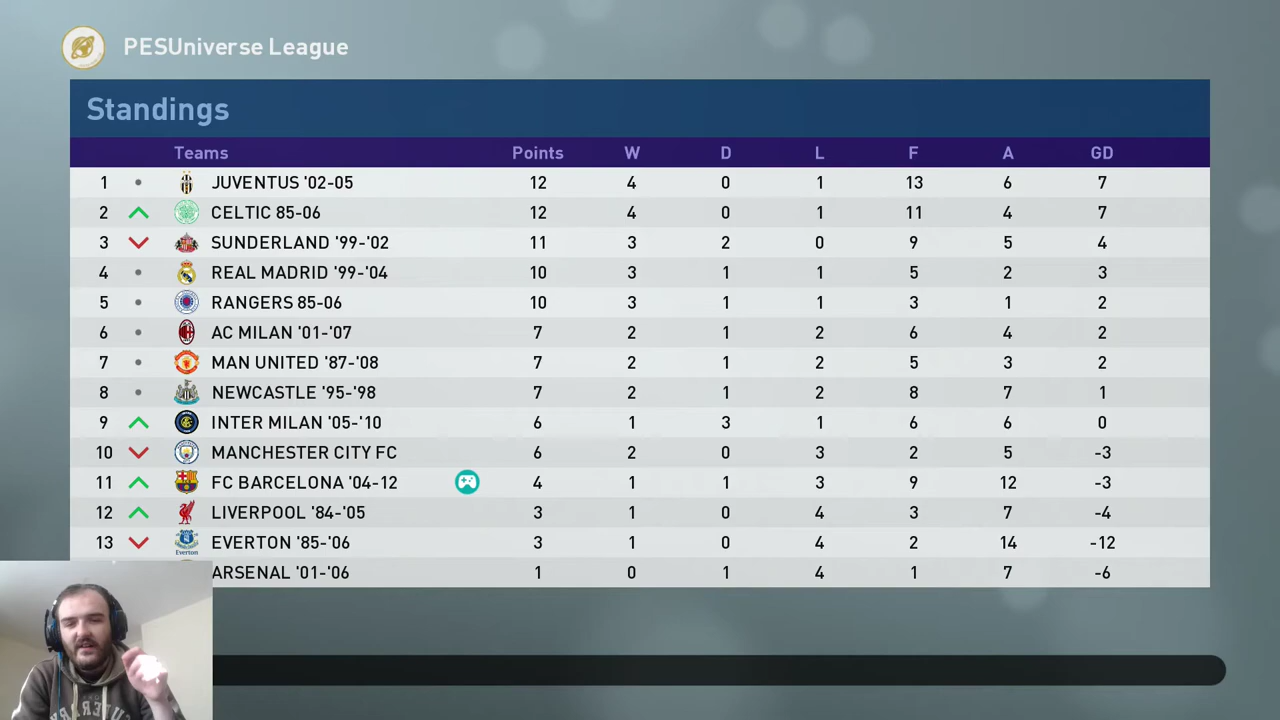 PESUniverse League
Standings
Teams Points W D L F A GD
1 JUVENTUS '02-05 12 4 0 1 13 6 7
2 CELTIC 85-06 12 4 0 1 11 4 7
3 SUNDERLAND '99-'02 11 3 2 0 9 5 4
4 REAL MADRID '99-'04 10 3 1 1 5 2 3
5 RANGERS 85-06 10 3 1 1 3 1 2
6 AC MILAN '01-'07 7 2 1 2 6 4 2
7 MAN UNITED '87-'08 7 2 1 2 5 3 2
8 NEWCASTLE '95-'98 7 2 1 2 8 7 1
9 INTER MILAN '05-'10 6 1 3 1 6 6 0
10 MANCHESTER CITY FC 6 2 0 3 2 5 -3
11 FC BARCELONA '04-12 4 1 1 3 9 12 -3
12 LIVERPOOL '84-'05 3 1 0 4 3 7 -4
13 Everton EVERTON '85-'06 3 1 0 4 2 14 -12
ARSENAL '01-'06 1 0 1 4 1 7 -6